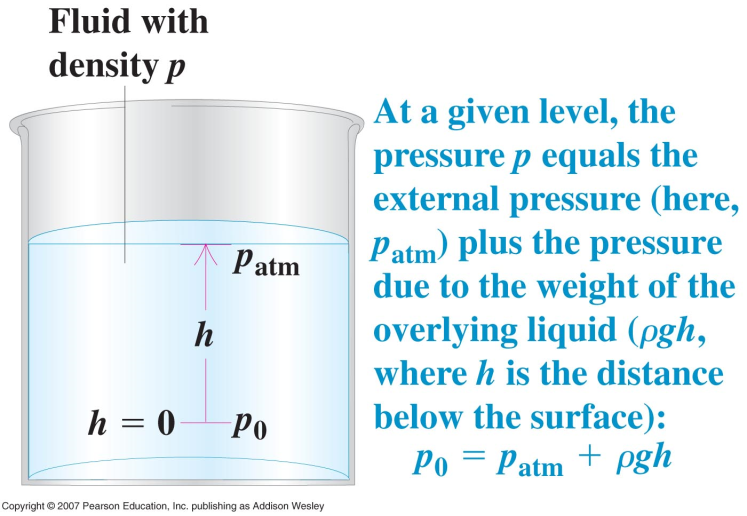 Fluid with
density p
At a given level, the
pressure p equals the
external pressure (here,
p_atm) plus the pressure
due to the weight of the
overlying liquid (ρgh,
where h is the distance
below the surface):
p₀ = p_atm + ρgh
p_atm
h
h = 0
p₀
Copyright © 2007 Pearson Education, Inc. publishing as Addison Wesley